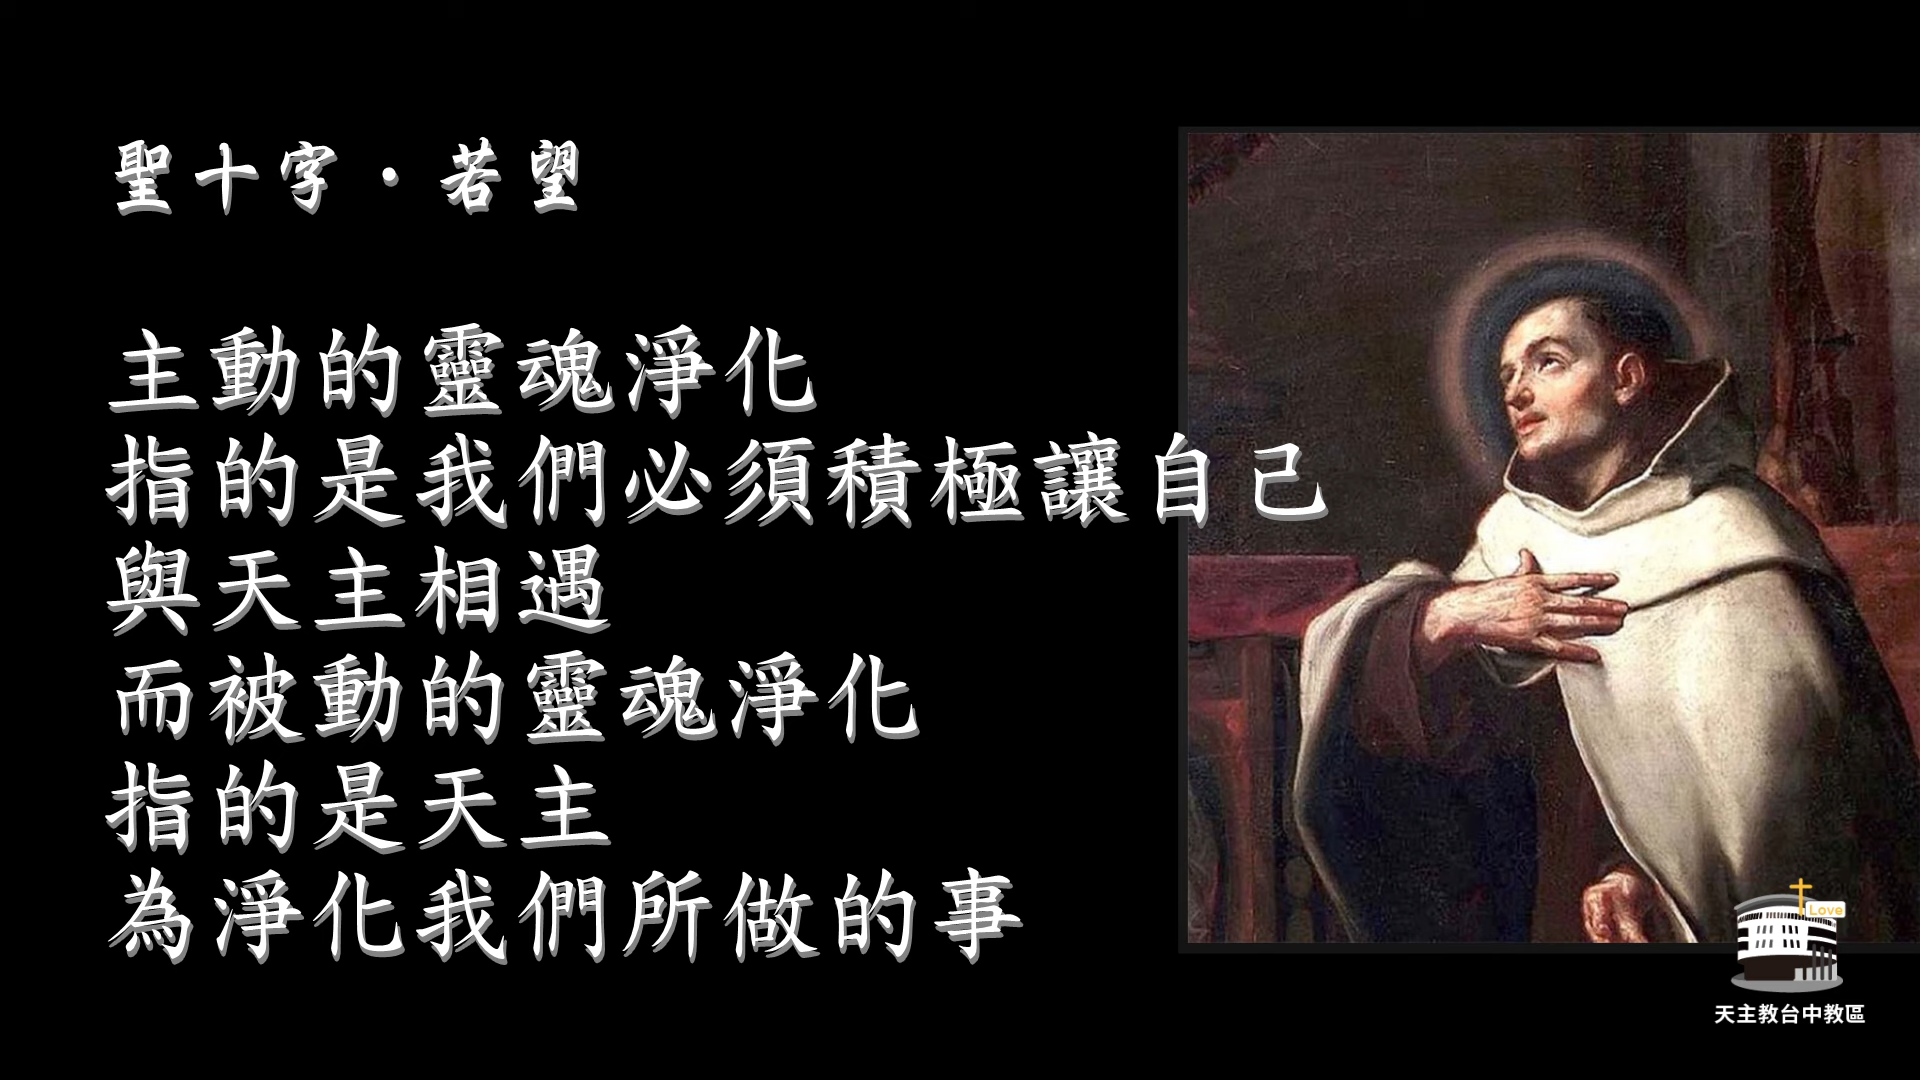 聖十字・若望
主動的靈魂淨化
指的是我們必須積極讓自己
與天主相遇
而被動的靈魂淨化
指的是天主
為淨化我們所做的事
Love
天主教台中教區